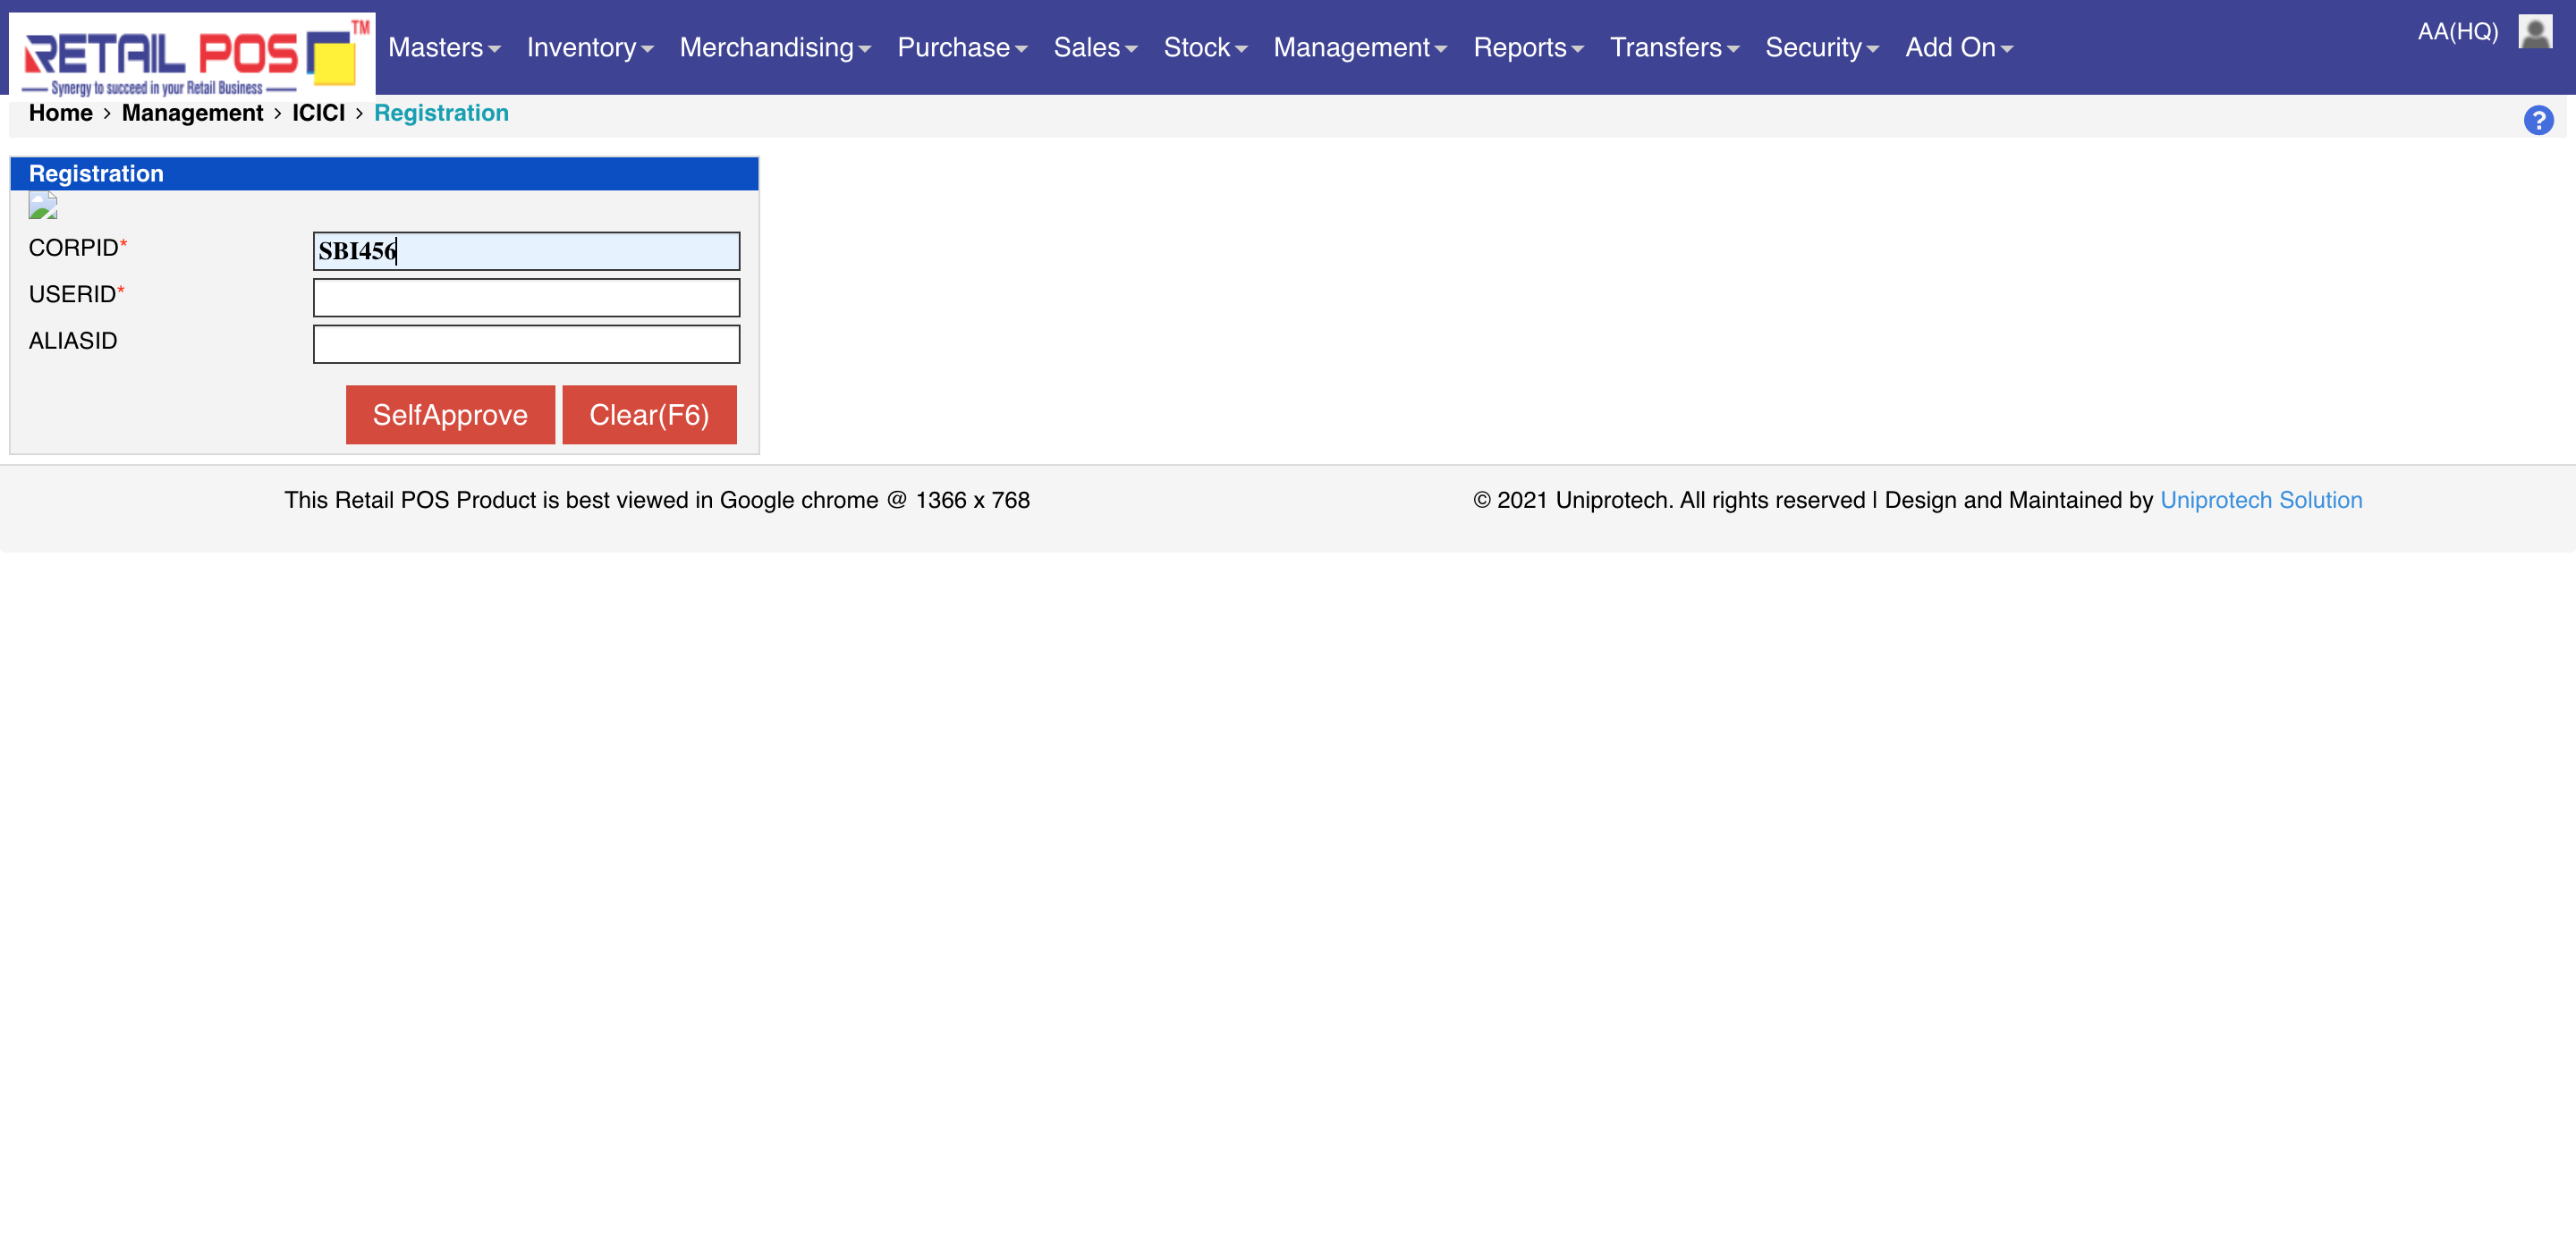 RETAIL POS TM
Synergy to succeed in your Retail Business
Masters Inventory Merchandising Purchase Sales Stock Management Reports Transfers Security Add On
AA(HQ)
Home > Management > ICICI > Registration
?
Registration
CORPID* SBI456
USERID*
ALIASID
SelfApprove Clear(F6)
This Retail POS Product is best viewed in Google chrome @ 1366 x 768
© 2021 Uniprotech. All rights reserved | Design and Maintained by Uniprotech Solution